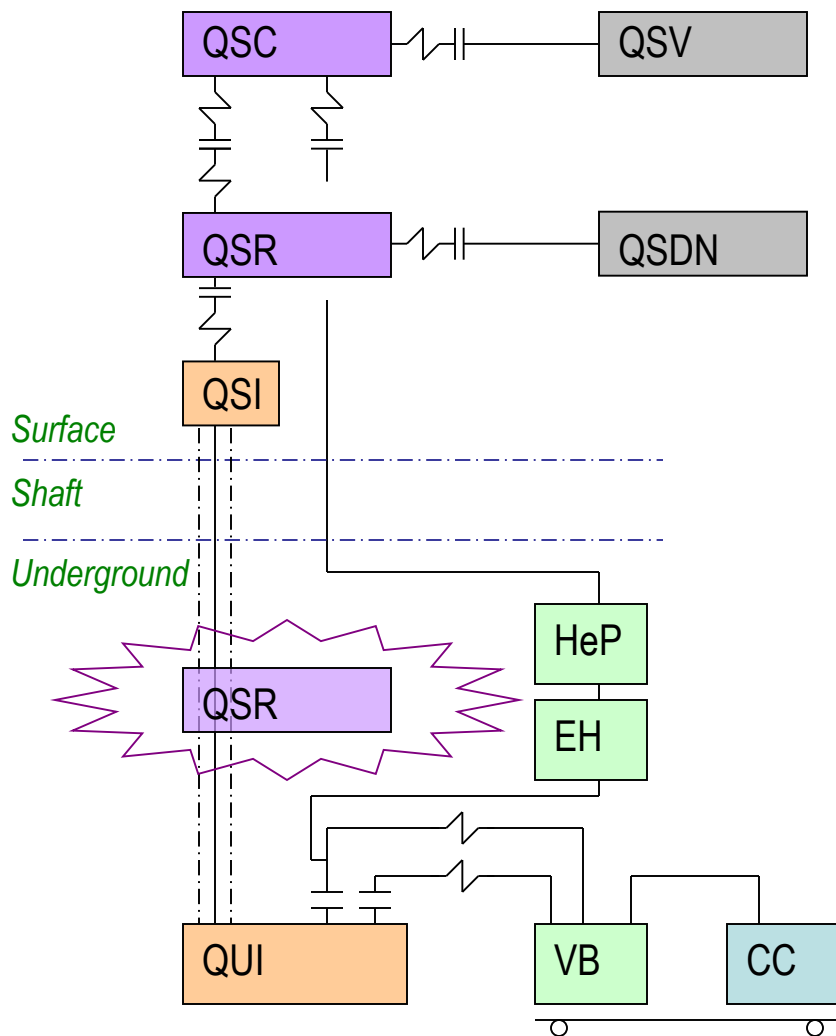 QSC
QSV
QSR
QSDN
QSI
Surface
Shaft
Underground
HeP
QSR
EH
QUI
VB
CC